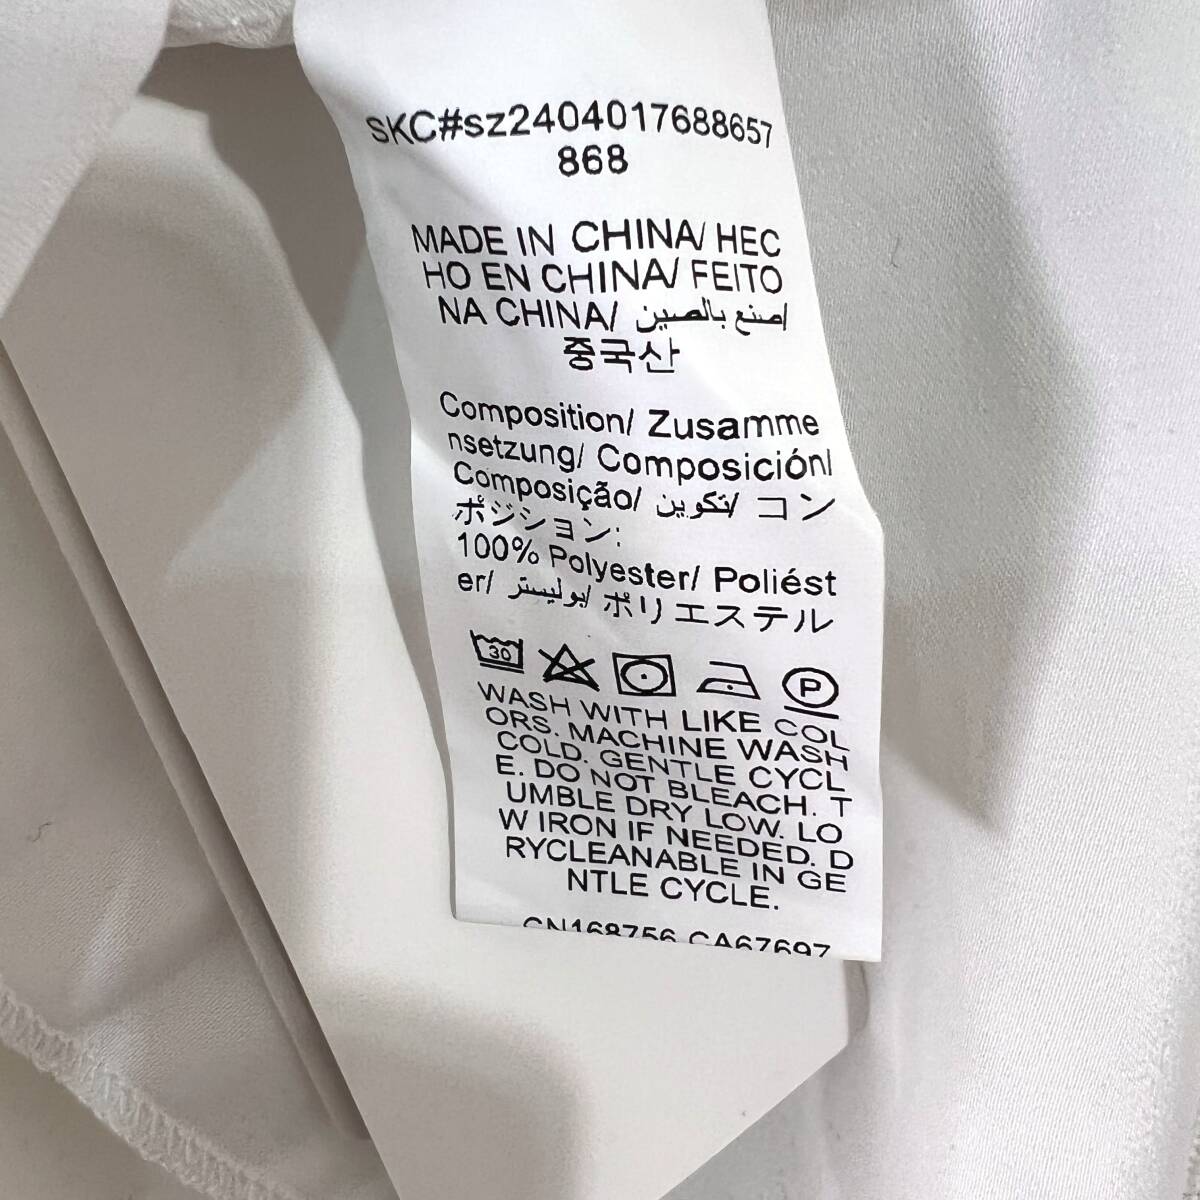 SKC#sz2404017688657
868
MADE IN CHINA/ HEC
HO EN CHINA/ FEITO
NA CHINA/ اصنع بالصين
중국산
Composition/ Zusamme
nsetzung/ Composición/
Composição/ تكوين/ コン
ポジション:
100% Polyester/ Poliést
er/ بوليستر/ ポリエステル
30 P
WASH WITH LIKE COL
ORS. MACHINE WASH
COLD. GENTLE CYCL
E. DO NOT BLEACH. T
UMBLE DRY LOW. LO
W IRON IF NEEDED. D
RYCLEANABLE IN GE
NTLE CYCLE.
CN168756 CA67697